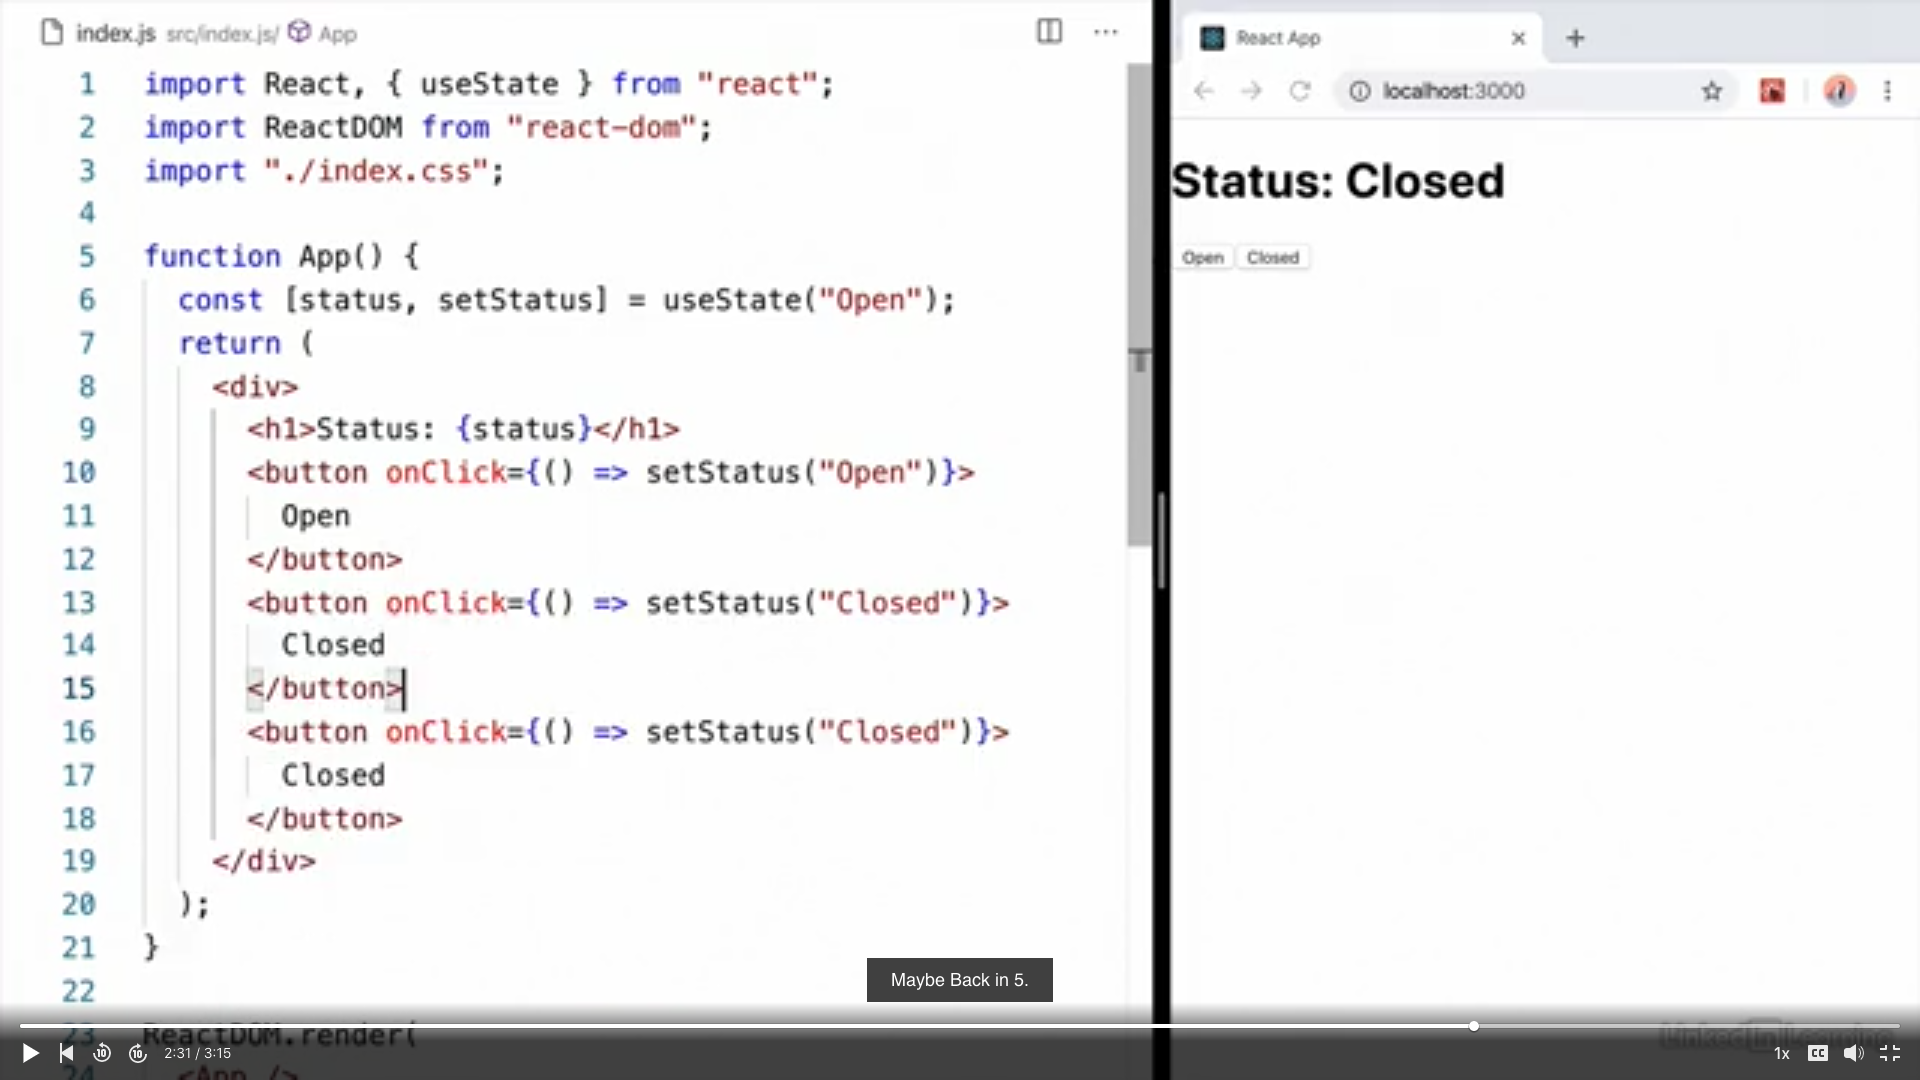 index.js src/index.js/ App
1 import React, { useState } from "react";
2 import ReactDOM from "react-dom";
3 import "./index.css";
4
5 function App() {
6 const [status, setStatus] = useState("Open");
7 return (
8 <div>
9 <h1>Status: {status}</h1>
10 <button onClick={() => setStatus("Open")}>
11 Open
12 </button>
13 <button onClick={() => setStatus("Closed")}>
14 Closed
15 </button>
16 <button onClick={() => setStatus("Closed")}>
17 Closed
18 </button>
19 </div>
20 );
21 }
22
23 ReactDOM.render(
24 <App />
React App
localhost:3000
Status: Closed
Open Closed
Maybe Back in 5.
LinkedIn Learning
10 10 2:31 / 3:15 1x CC